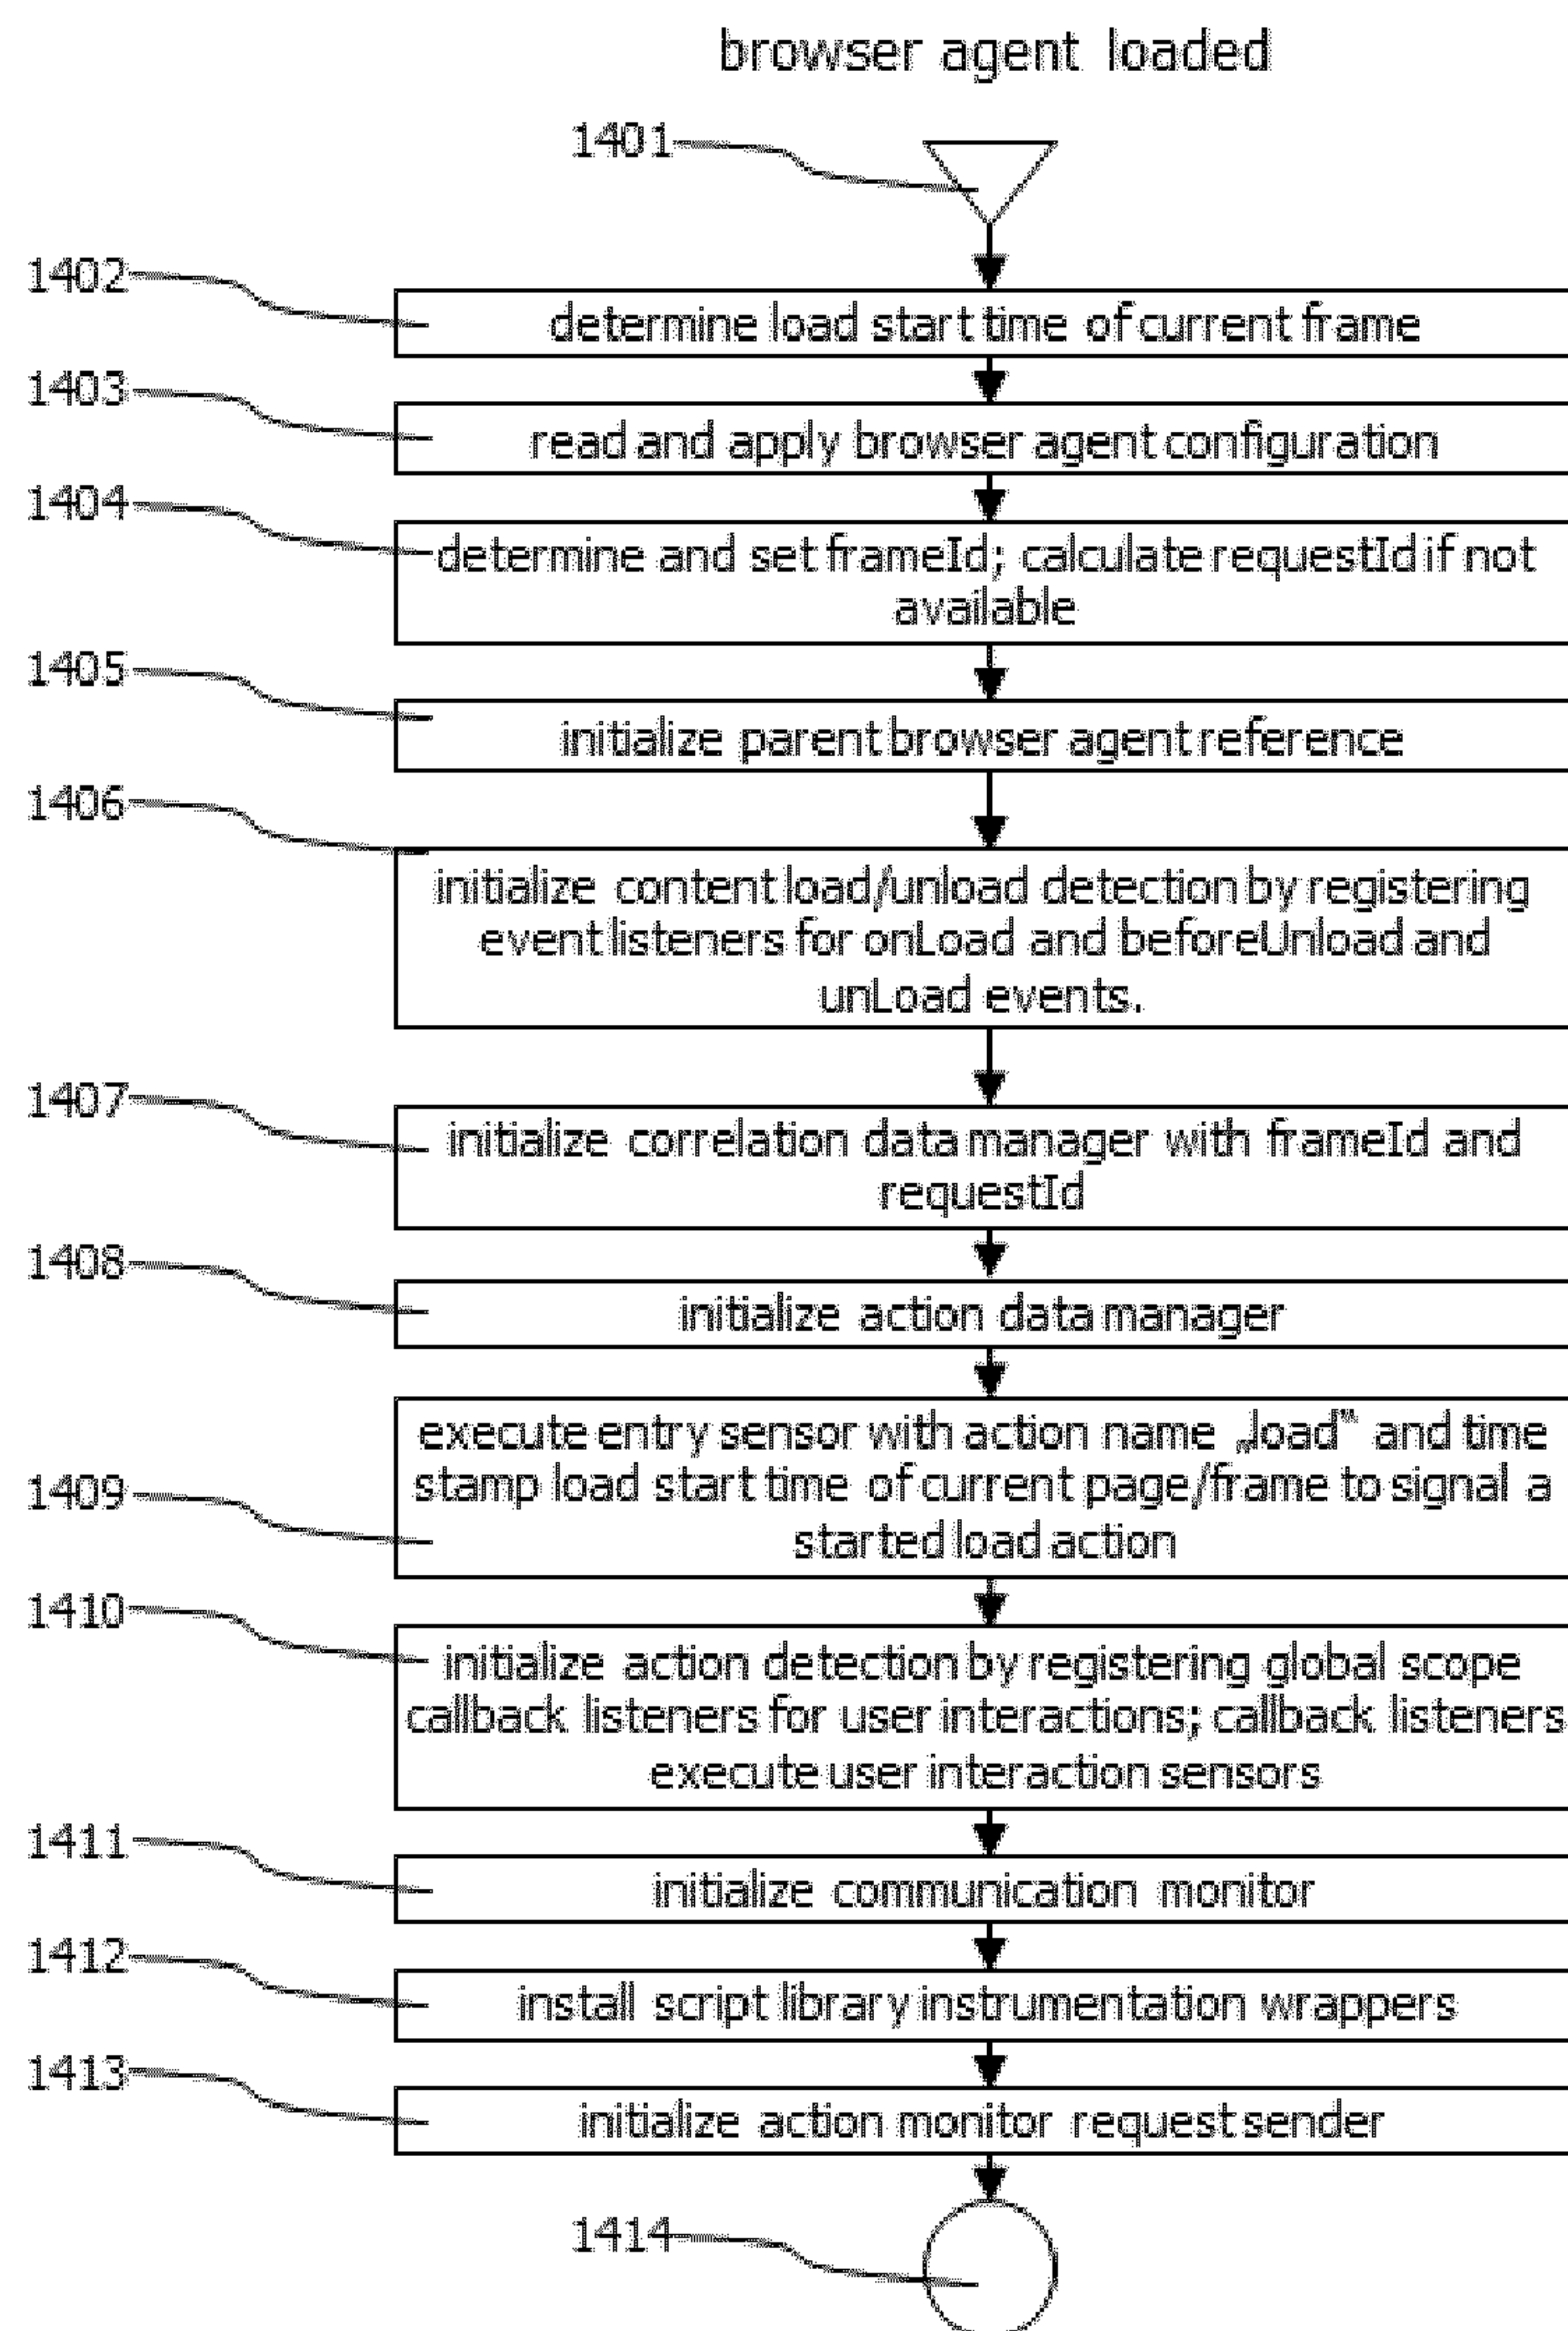 browser agent loaded
1401
1402
determine load start time of current frame
1403
read and apply browser agent configuration
1404
determine and set frameId; calculate requestId if not
available
1405
initialize parent browser agent reference
1406
initialize content load/unload detection by registering
event listeners for onLoad and beforeUnload and
unLoad events.
1407
initialize correlation data manager with frameId and
requestId
1408
initialize action data manager
execute entry sensor with action name „load" and time
stamp load start time of current page/frame to signal a
1409
started load action
1410
initialize action detection by registering global scope
callback listeners for user interactions; callback listeners
execute user interaction sensors
1411
initialize communication monitor
1412
install script library instrumentation wrappers
1413
initialize action monitor request sender
1414